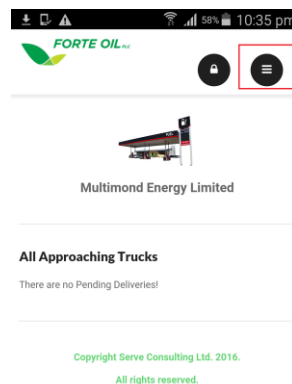 58% 10:35 pm
FORTE OIL PLC
Multimond Energy Limited
All Approaching Trucks
There are no Pending Deliveries!
Copyright Serve Consulting Ltd. 2016.
All rights reserved.